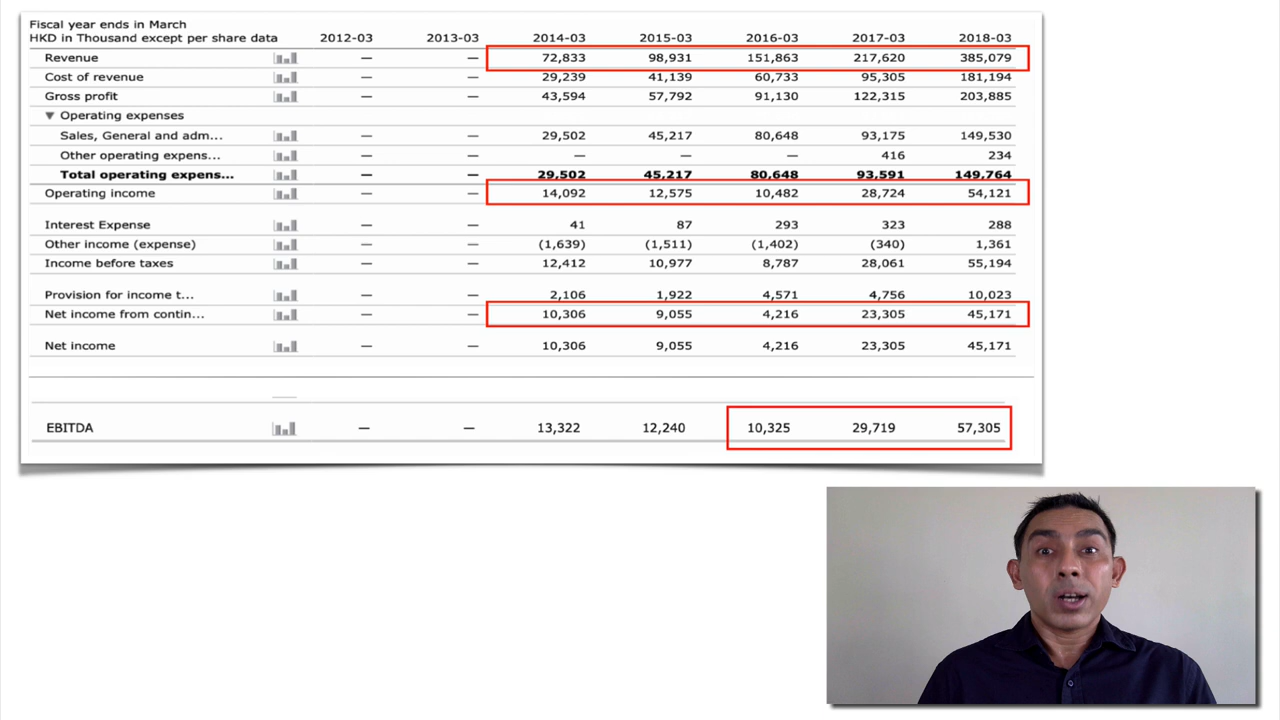 Fiscal year ends in March
HKD in Thousand except per share data 2012-03 2013-03 2014-03 2015-03 2016-03 2017-03 2018-03
Revenue — — 72,833 98,931 151,863 217,620 385,079
Cost of revenue — — 29,239 41,139 60,733 95,305 181,194
Gross profit — — 43,594 57,792 91,130 122,315 203,885
▼ Operating expenses
Sales, General and adm... — — 29,502 45,217 80,648 93,175 149,530
Other operating expens... — — — — — 416 234
Total operating expens... — — 29,502 45,217 80,648 93,591 149,764
Operating income — — 14,092 12,575 10,482 28,724 54,121
Interest Expense — — 41 87 293 323 288
Other income (expense) — — (1,639) (1,511) (1,402) (340) 1,361
Income before taxes — — 12,412 10,977 8,787 28,061 55,194
Provision for income t... — — 2,106 1,922 4,571 4,756 10,023
Net income from contin... — — 10,306 9,055 4,216 23,305 45,171
Net income — — 10,306 9,055 4,216 23,305 45,171
EBITDA — — 13,322 12,240 10,325 29,719 57,305